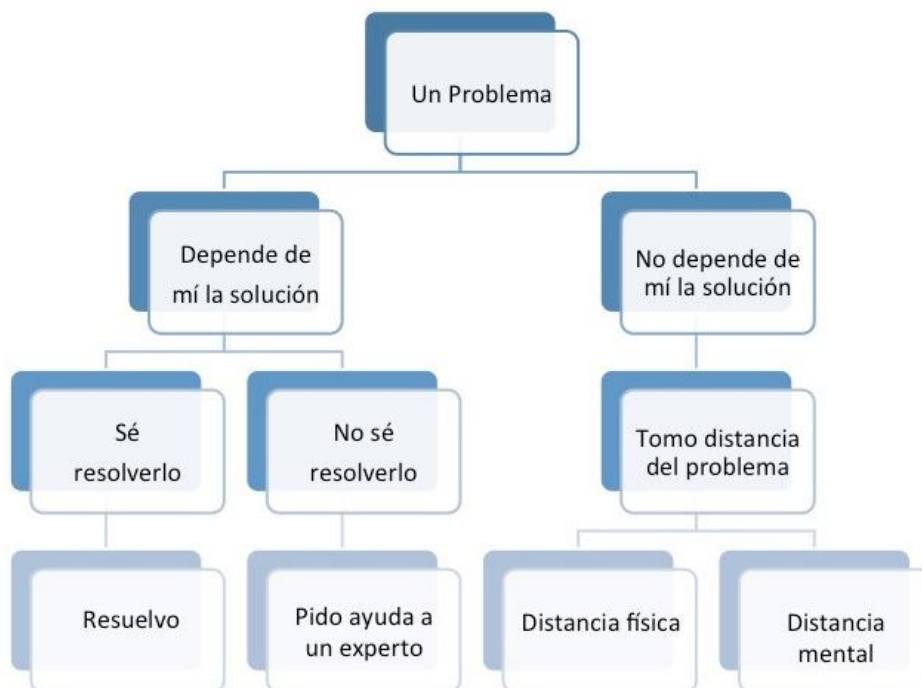 Un Problema
Depende de
mí la solución
No depende de
mí la solución
Sé
resolverlo
No sé
resolverlo
Tomo distancia
del problema
Resuelvo
Pido ayuda a
un experto
Distancia física
Distancia
mental